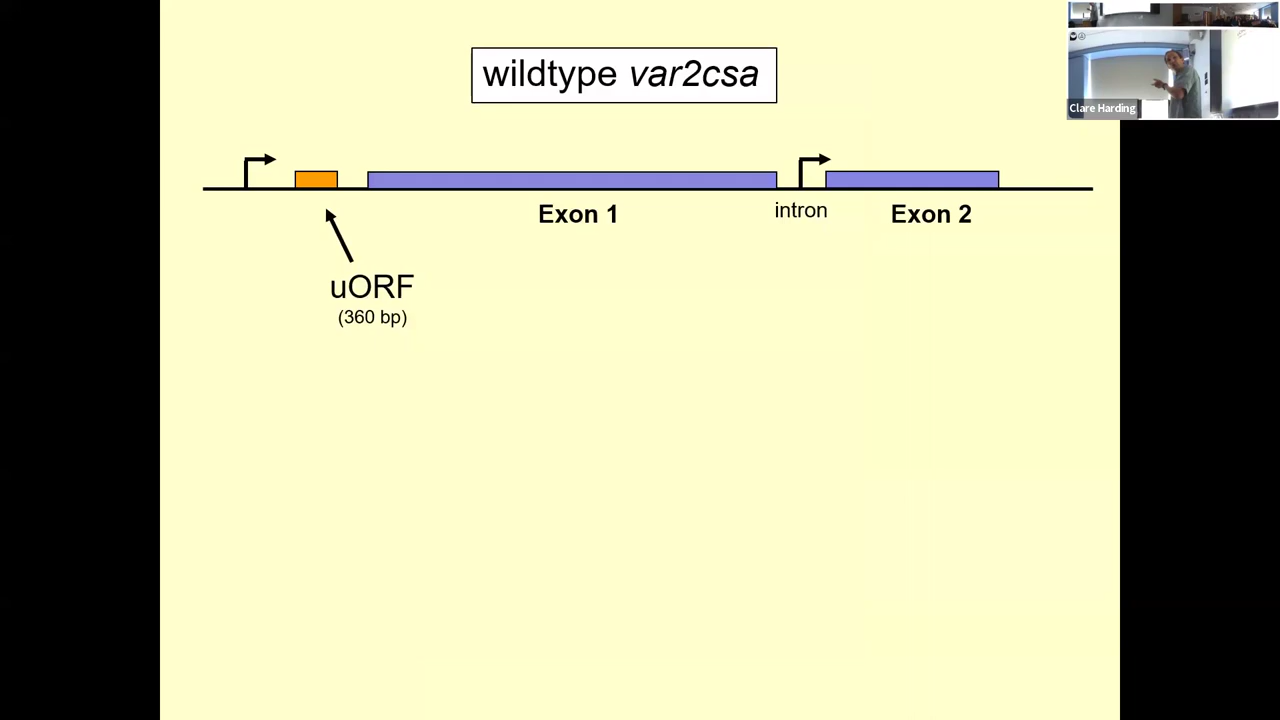 wildtype var2csa
Exon 1
intron
Exon 2
uORF
(360 bp)
Clare Harding